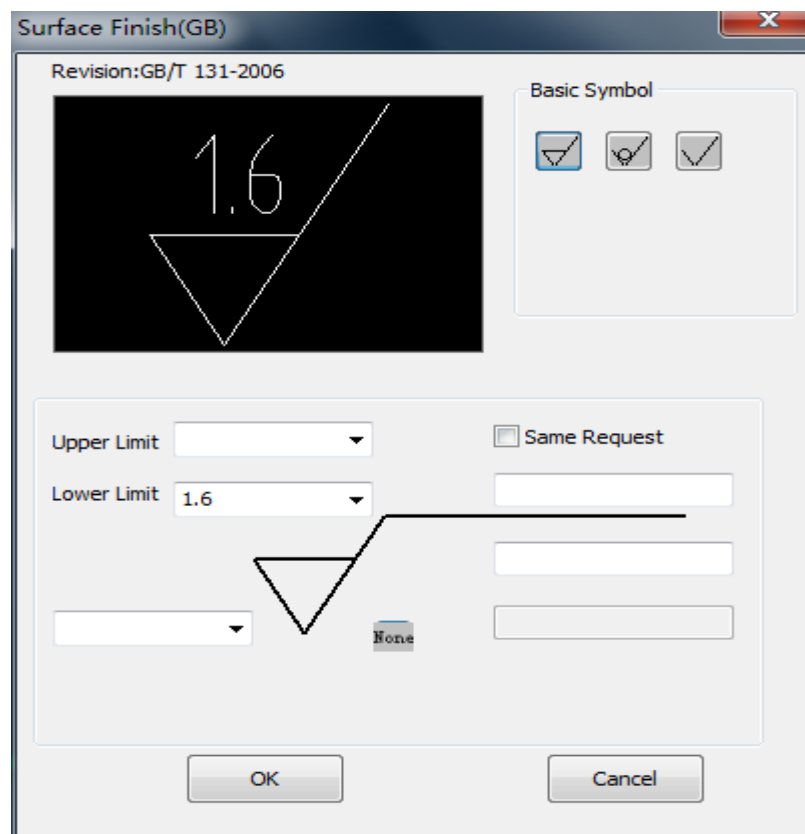 Surface Finish(GB)
Revision:GB/T 131-2006
Basic Symbol
1.6
Upper Limit
Same Request
Lower Limit 1.6
None
OK Cancel